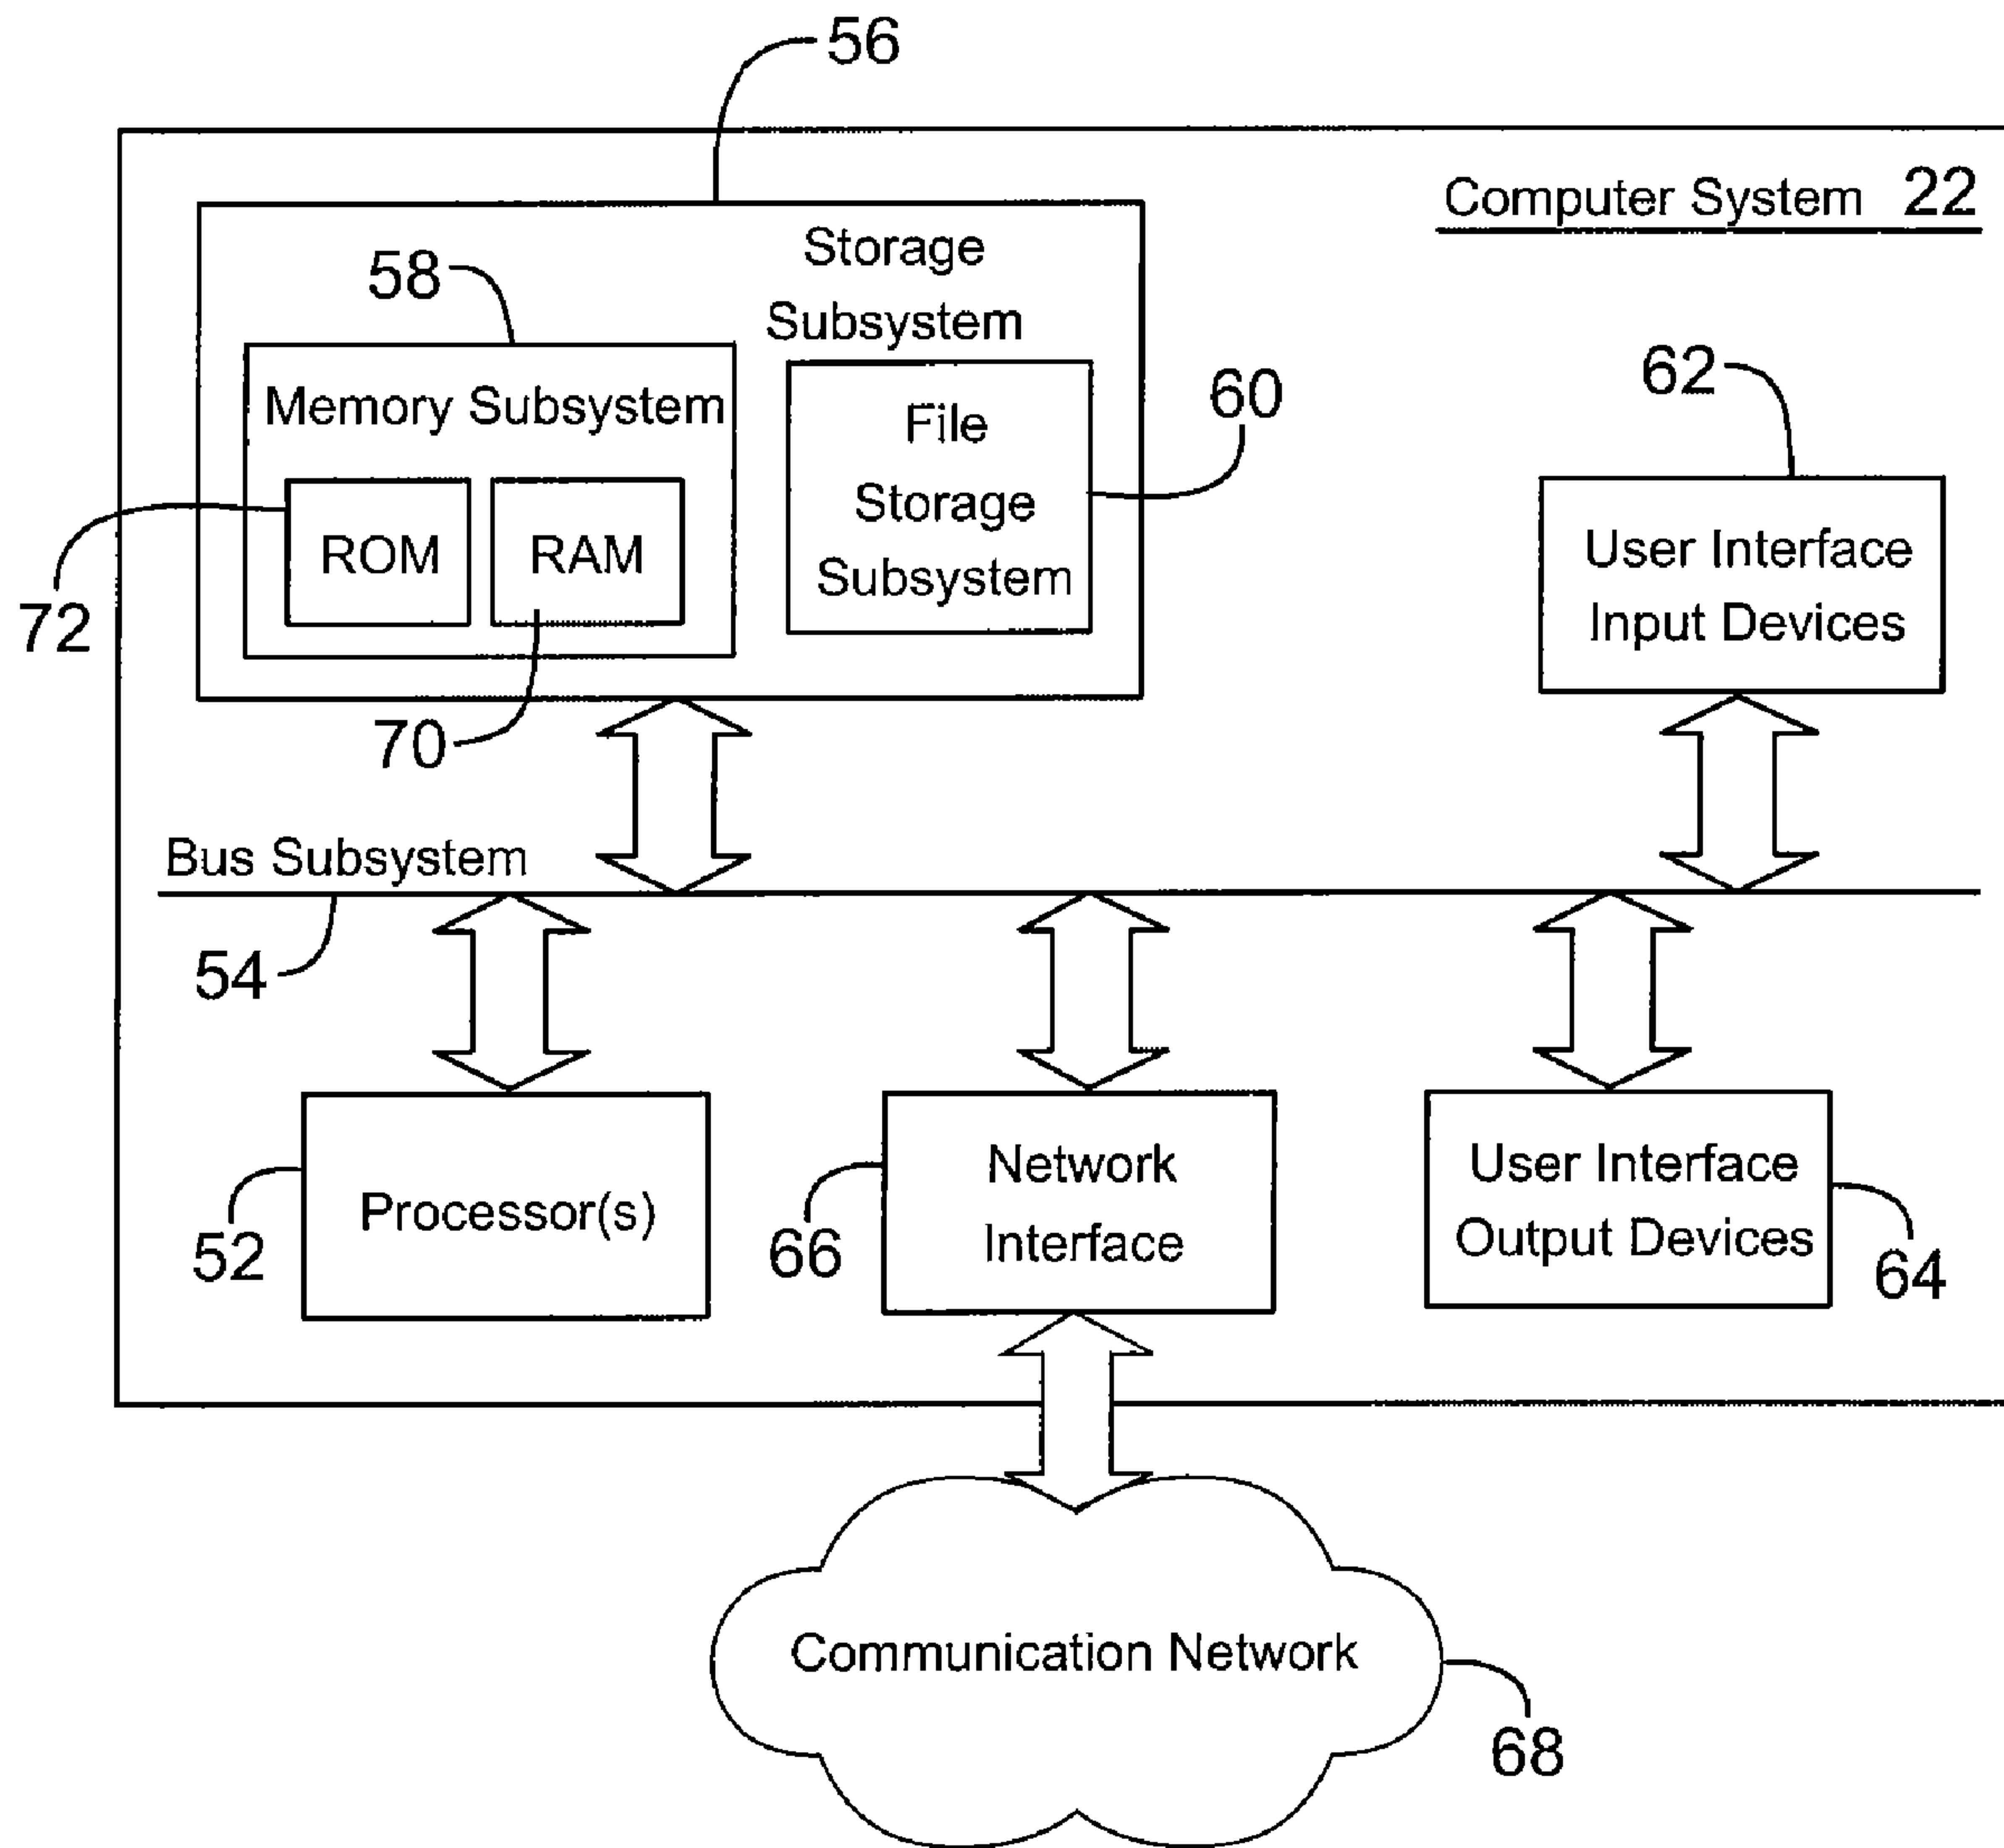 56
Computer System 22
Storage
Subsystem
58
Memory Subsystem
File
Storage
Subsystem
60
62
ROM
RAM
72
70
User Interface
Input Devices
Bus Subsystem
54
Processor(s)
52
Network
Interface
66
User Interface
Output Devices
64
Communication Network
68